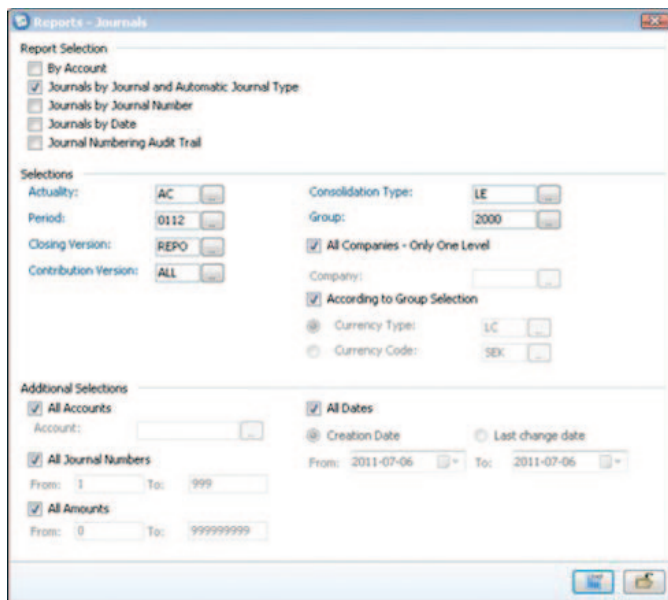 Reports - Journals
Report Selection
By Account
Journals by Journal and Automatic Journal Type
Journals by Journal Number
Journals by Date
Journal Numbering Audit Trail
Selections
Actuality: AC ... Consolidation Type: LE ...
Period: 0112 ... Group: 2000 ...
Closing Version: REPO ... All Companies - Only One Level
Contribution Version: ALL ... Company: ...
According to Group Selection
Currency Type: LC ...
Currency Code: SEK ...
Additional Selections
All Accounts All Dates
Account: ... Creation Date Last change date
All Journal Numbers From: 2011-07-06 To: 2011-07-06
From: 1 To: 999
All Amounts
From: 0 To: 999999999